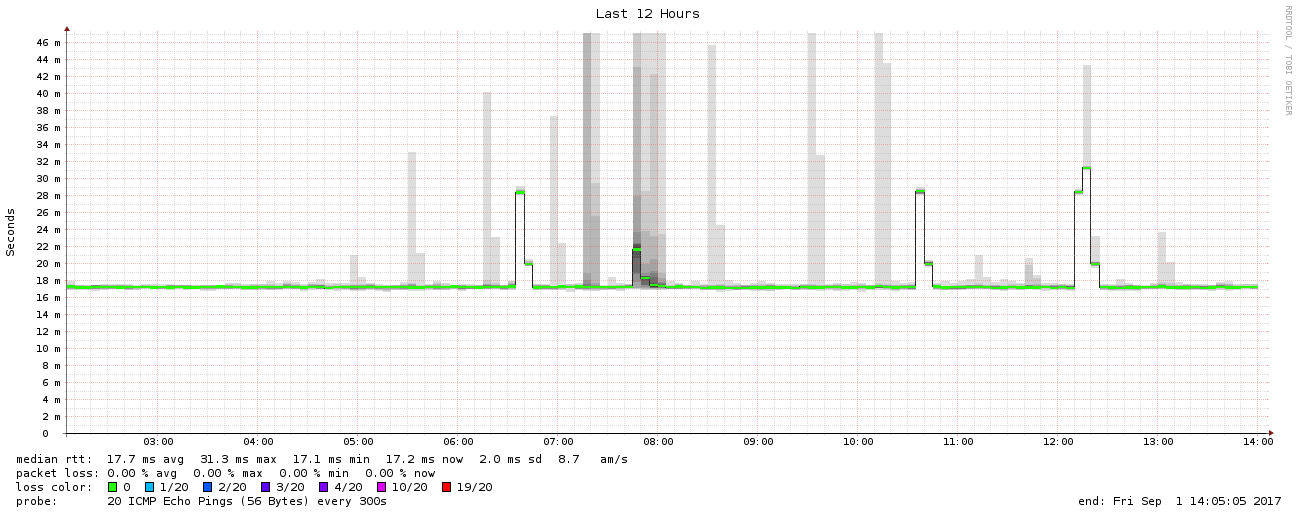 Last 12 Hours
RRDTOOL / TOBI OETIKER
Seconds
46 m
44 m
42 m
40 m
38 m
36 m
34 m
32 m
30 m
28 m
26 m
24 m
22 m
20 m
18 m
16 m
14 m
12 m
10 m
8 m
6 m
4 m
2 m
0
03:00 04:00 05:00 06:00 07:00 08:00 09:00 10:00 11:00 12:00 13:00 14:00
median rtt: 17.7 ms avg 31.3 ms max 17.1 ms min 17.2 ms now 2.0 ms sd 8.7 am/s
packet loss: 0.00 % avg 0.00 % max 0.00 % min 0.00 % now
loss color: 0 1/20 2/20 3/20 4/20 10/20 19/20
probe: 20 ICMP Echo Pings (56 Bytes) every 300s end: Fri Sep 1 14:05:05 2017